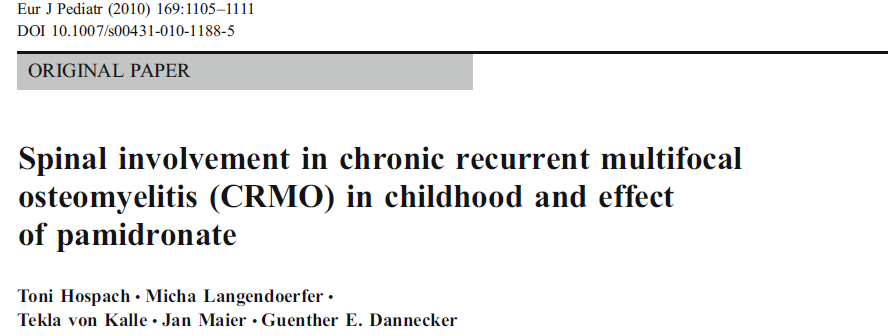 Eur J Pediatr (2010) 169:1105–1111
DOI 10.1007/s00431-010-1188-5
ORIGINAL PAPER
Spinal involvement in chronic recurrent multifocal
osteomyelitis (CRMO) in childhood and effect
of pamidronate
Toni Hospach • Micha Langendoerfer •
Tekla von Kalle • Jan Maier • Guenther E. Dannecker